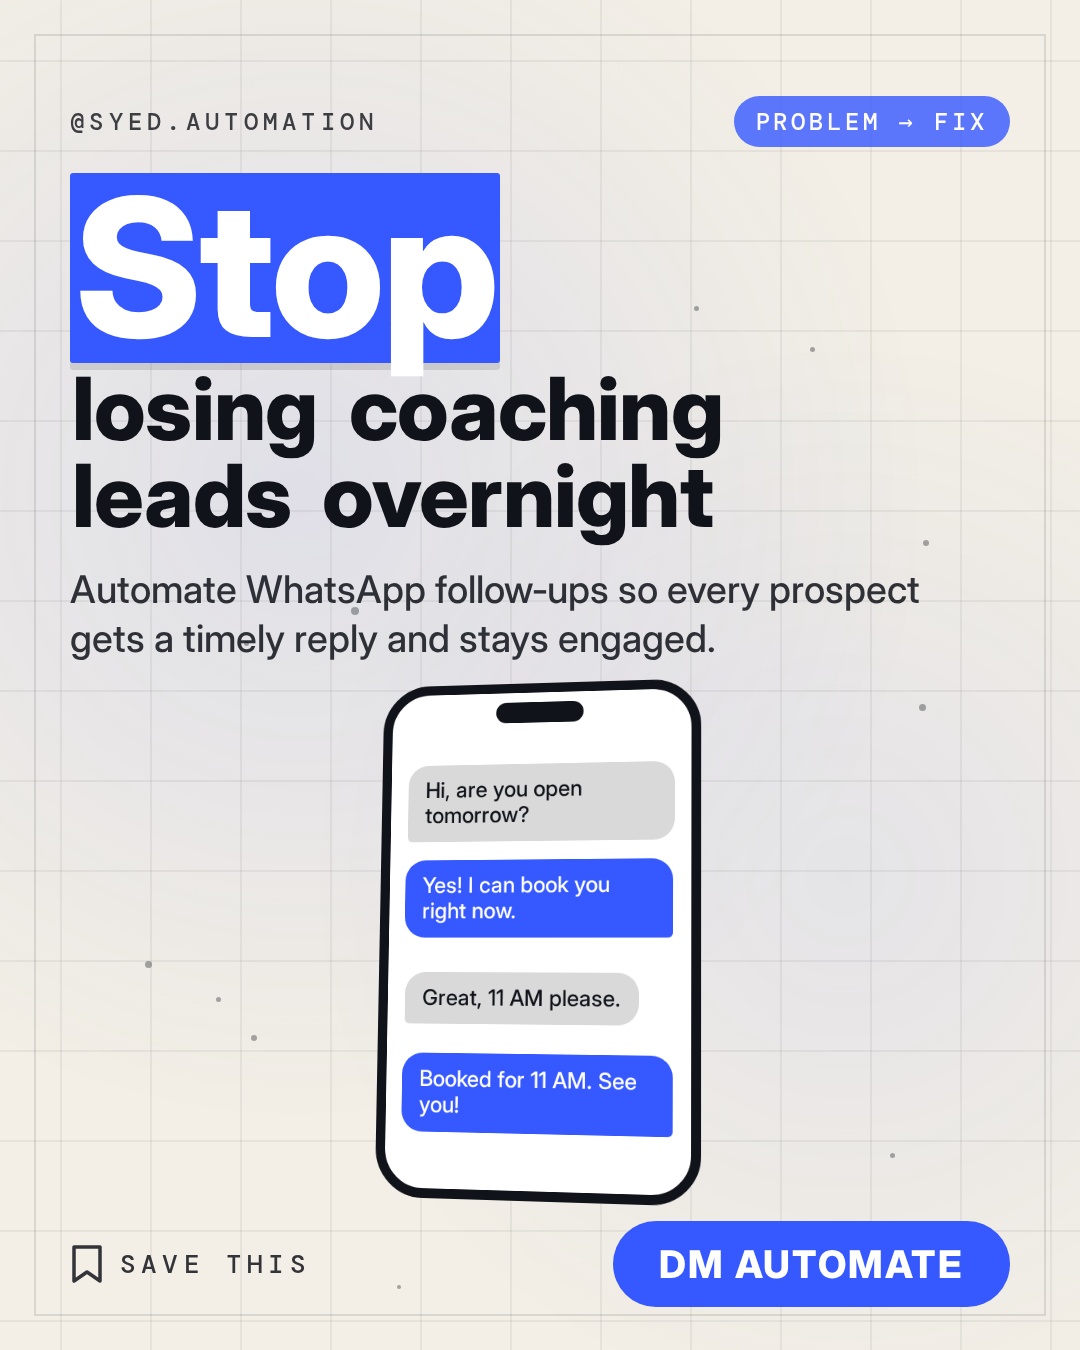 @SYED.AUTOMATION
PROBLEM → FIX
Stop
losing coaching
leads overnight
Automate WhatsApp follow-ups so every prospect
gets a timely reply and stays engaged.
Hi, are you open
tomorrow?
Yes! I can book you
right now.
Great, 11 AM please.
Booked for 11 AM. See
you!
SAVE THIS
DM AUTOMATE